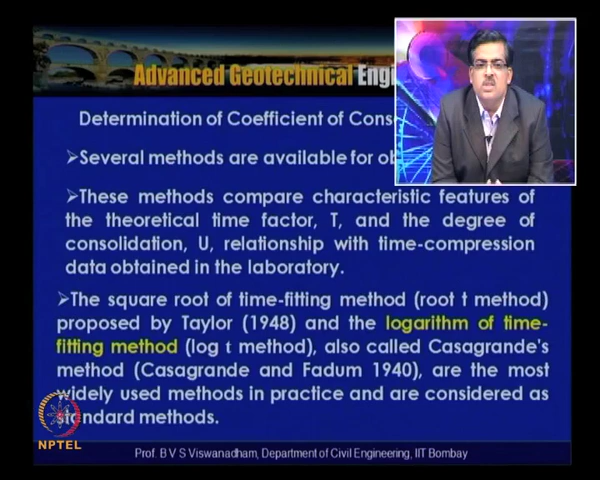 Advanced Geotechnical
Determination of Coefficient of
➢Several methods are available for
➢These methods compare characteristic features of
the theoretical time factor, T, and the degree of
consolidation, U, relationship with time-compression
data obtained in the laboratory.
➢The square root of time-fitting method (root t method)
proposed by Taylor (1948) and the logarithm of time-
fitting method (log t method), also called Casagrande's
method (Casagrande and Fadum 1940), are the most
widely used methods in practice and are considered as
standard methods.
NPTEL
Prof. B V S Viswanadham, Department of Civil Engineering, IIT Bombay